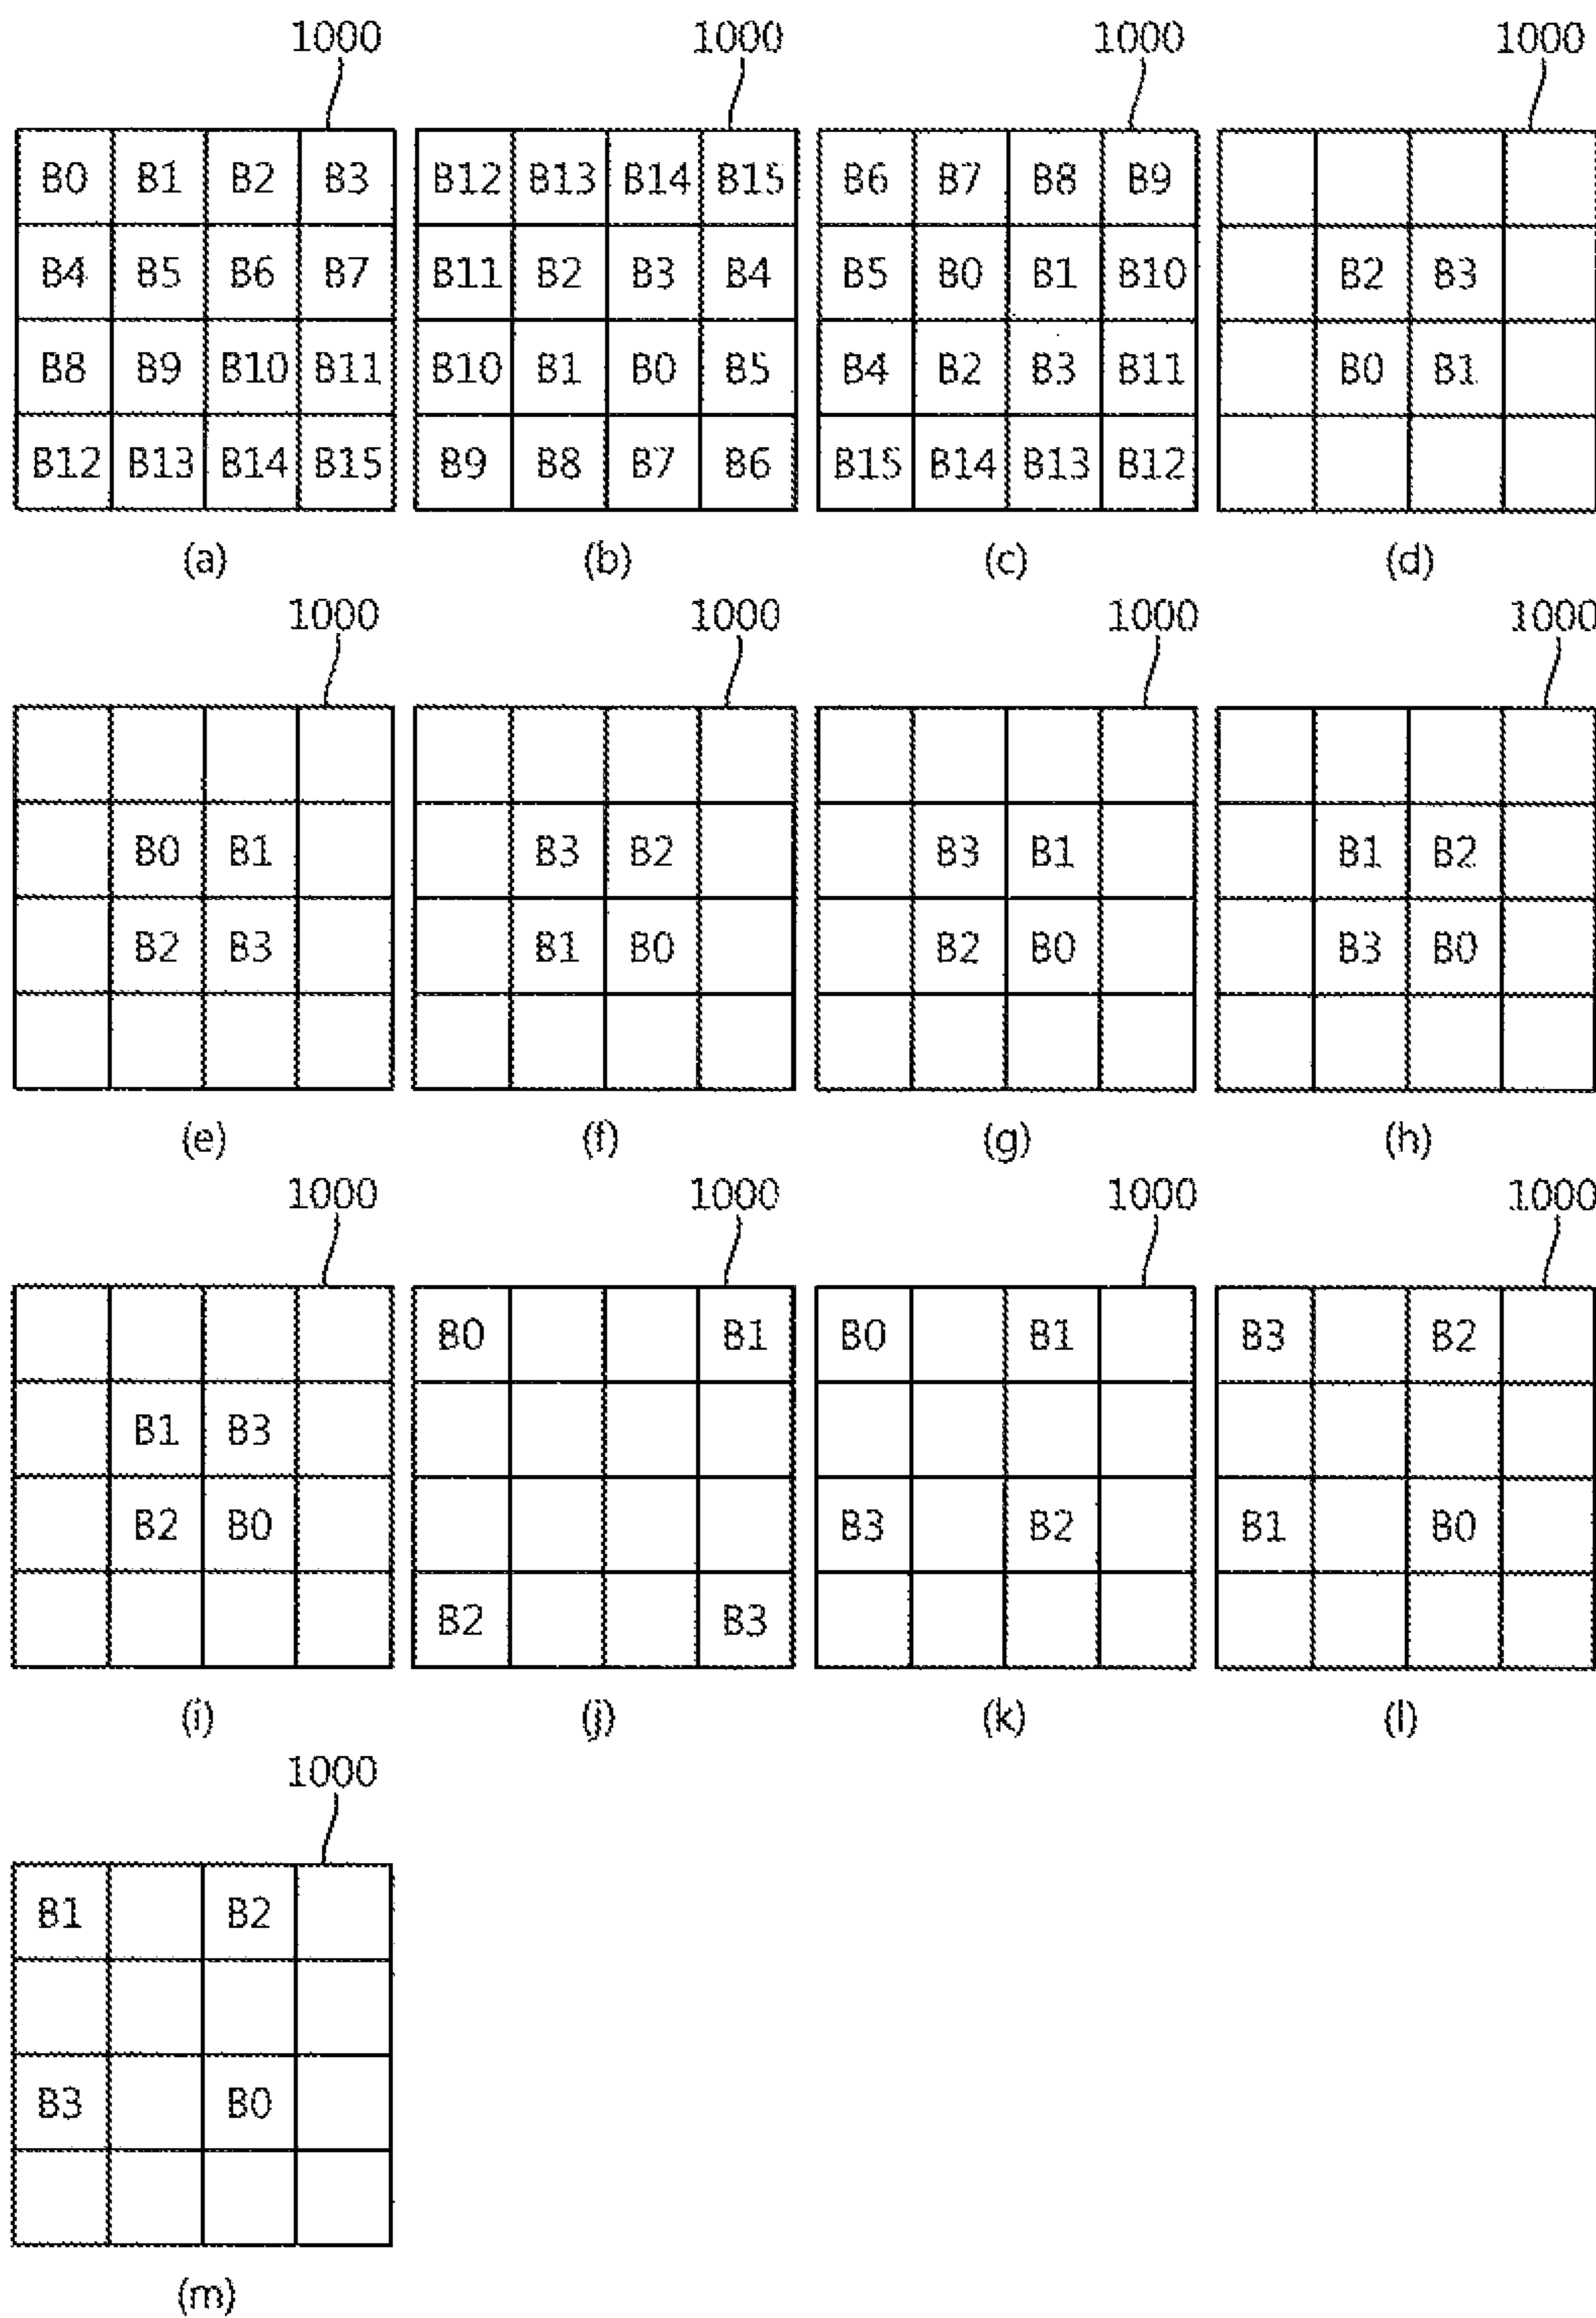 1000 1000 1000 1000
B0 B1 B2 B3 B12 B13 B14 B15 B6 B7 B8 B9
B4 B5 B6 B7 B11 B2 B3 B4 B5 B0 B1 B10 B2 B3
B8 B9 B10 B11 B10 B1 B0 B5 B4 B2 B3 B11 B0 B1
B12 B13 B14 B15 B9 B8 B7 B6 B15 B14 B13 B12
(a) (b) (c) (d)
1000 1000 1000 1000
B0 B1 B3 B2 B3 B1 B1 B2
B2 B3 B1 B0 B2 B0 B3 B0
(e) (f) (g) (h)
1000 1000 1000 1000
B0 B1 B0 B1 B3 B2
B1 B3
B2 B0 B3 B2 B1 B0
B2 B3
(i) (j) (k) (l)
1000
B1 B2
B3 B0
(m)